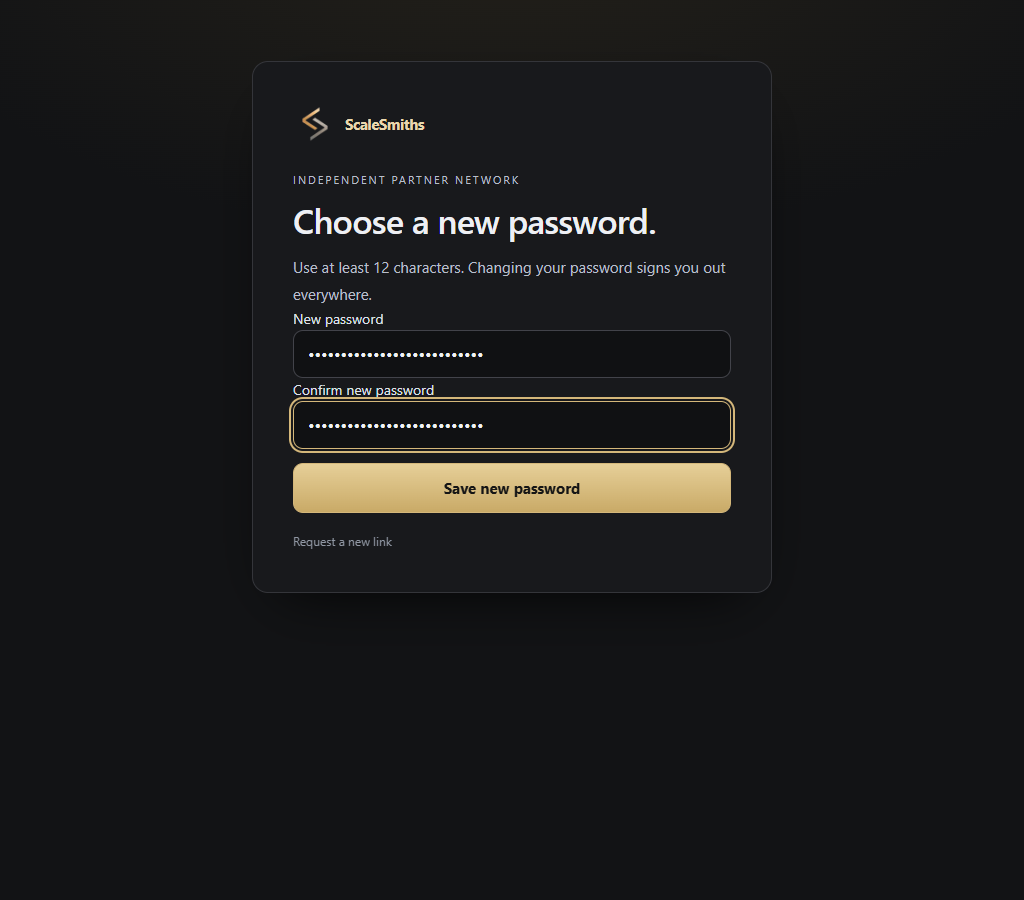 ScaleSmiths
INDEPENDENT PARTNER NETWORK
Choose a new password.
Use at least 12 characters. Changing your password signs you out
everywhere.
New password
•••••••••••••••••••••••••••
Confirm new password
•••••••••••••••••••••••••••
Save new password
Request a new link